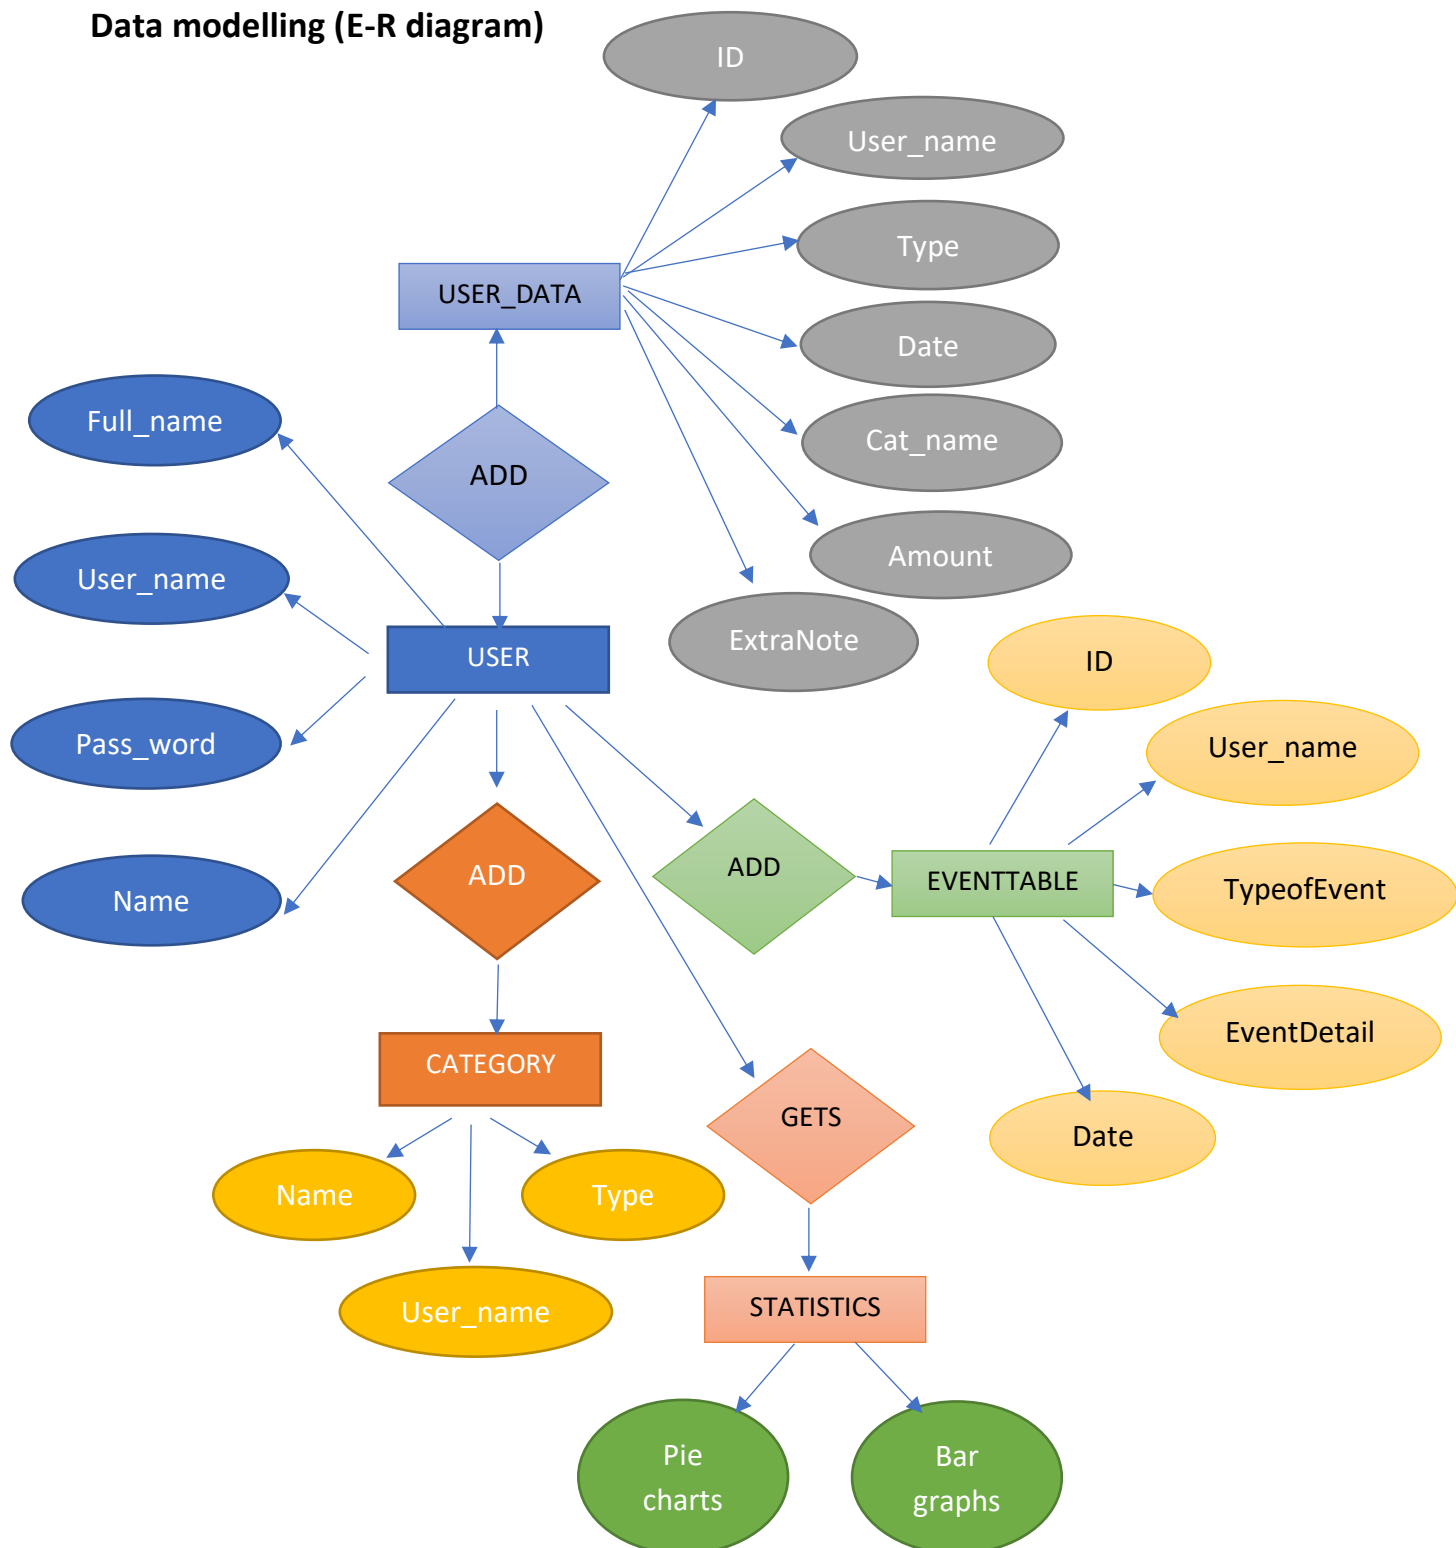 Data modelling (E-R diagram)
ID
User_name
Type
USER_DATA
Date
Full_name
Cat_name
ADD
Amount
User_name
ExtraNote
USER
ID
Pass_word
User_name
ADD
ADD
EVENTTABLE
TypeofEvent
Name
EventDetail
CATEGORY
GETS
Date
Name
Type
User_name
STATISTICS
Pie
charts
Bar
graphs